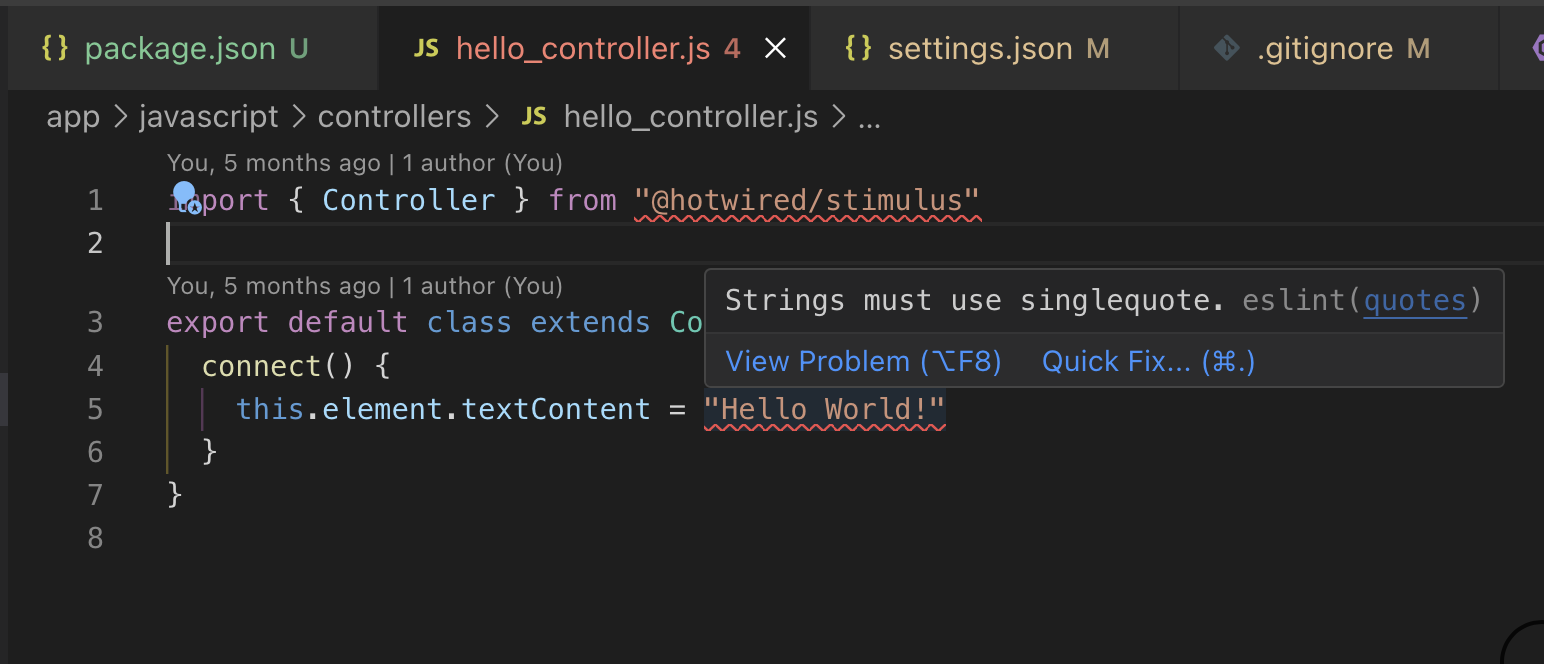 {} package.json U JS hello_controller.js 4 {} settings.json M .gitignore M
app > javascript > controllers > JS hello_controller.js > ...
You, 5 months ago | 1 author (You)
1 import { Controller } from "@hotwired/stimulus"
2
You, 5 months ago | 1 author (You)
Strings must use singlequote. eslint(quotes)
3 export default class extends Co
View Problem (⌥F8) Quick Fix... (⌘.)
4 connect() {
5 this.element.textContent = "Hello World!"
6 }
7 }
8